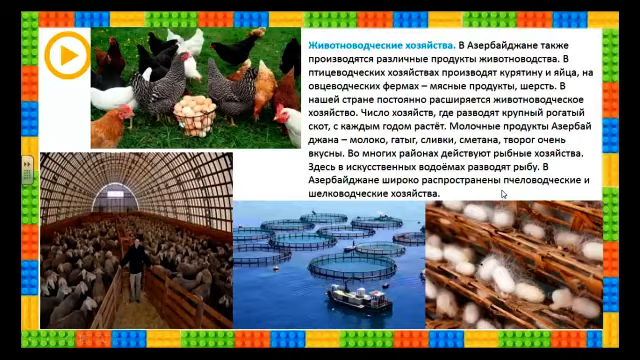 Животноводческие хозяйства. В Азербайджане также
производятся различные продукты животноводства. В
птицеводческих хозяйствах производят курятину и яйца, на
овцеводческих фермах – мясные продукты, шерсть. В
нашей стране постоянно расширяется животноводческое
хозяйство. Число хозяйств, где разводят крупный рогатый
скот, с каждым годом растёт. Молочные продукты Азербай
джана – молоко, гатыг, сливки, сметана, творог очень
вкусны. Во многих районах действуют рыбные хозяйства.
Здесь в искусственных водоёмах разводят рыбу. В
Азербайджане широко распространены пчеловодческие и
шелководческие хозяйства.